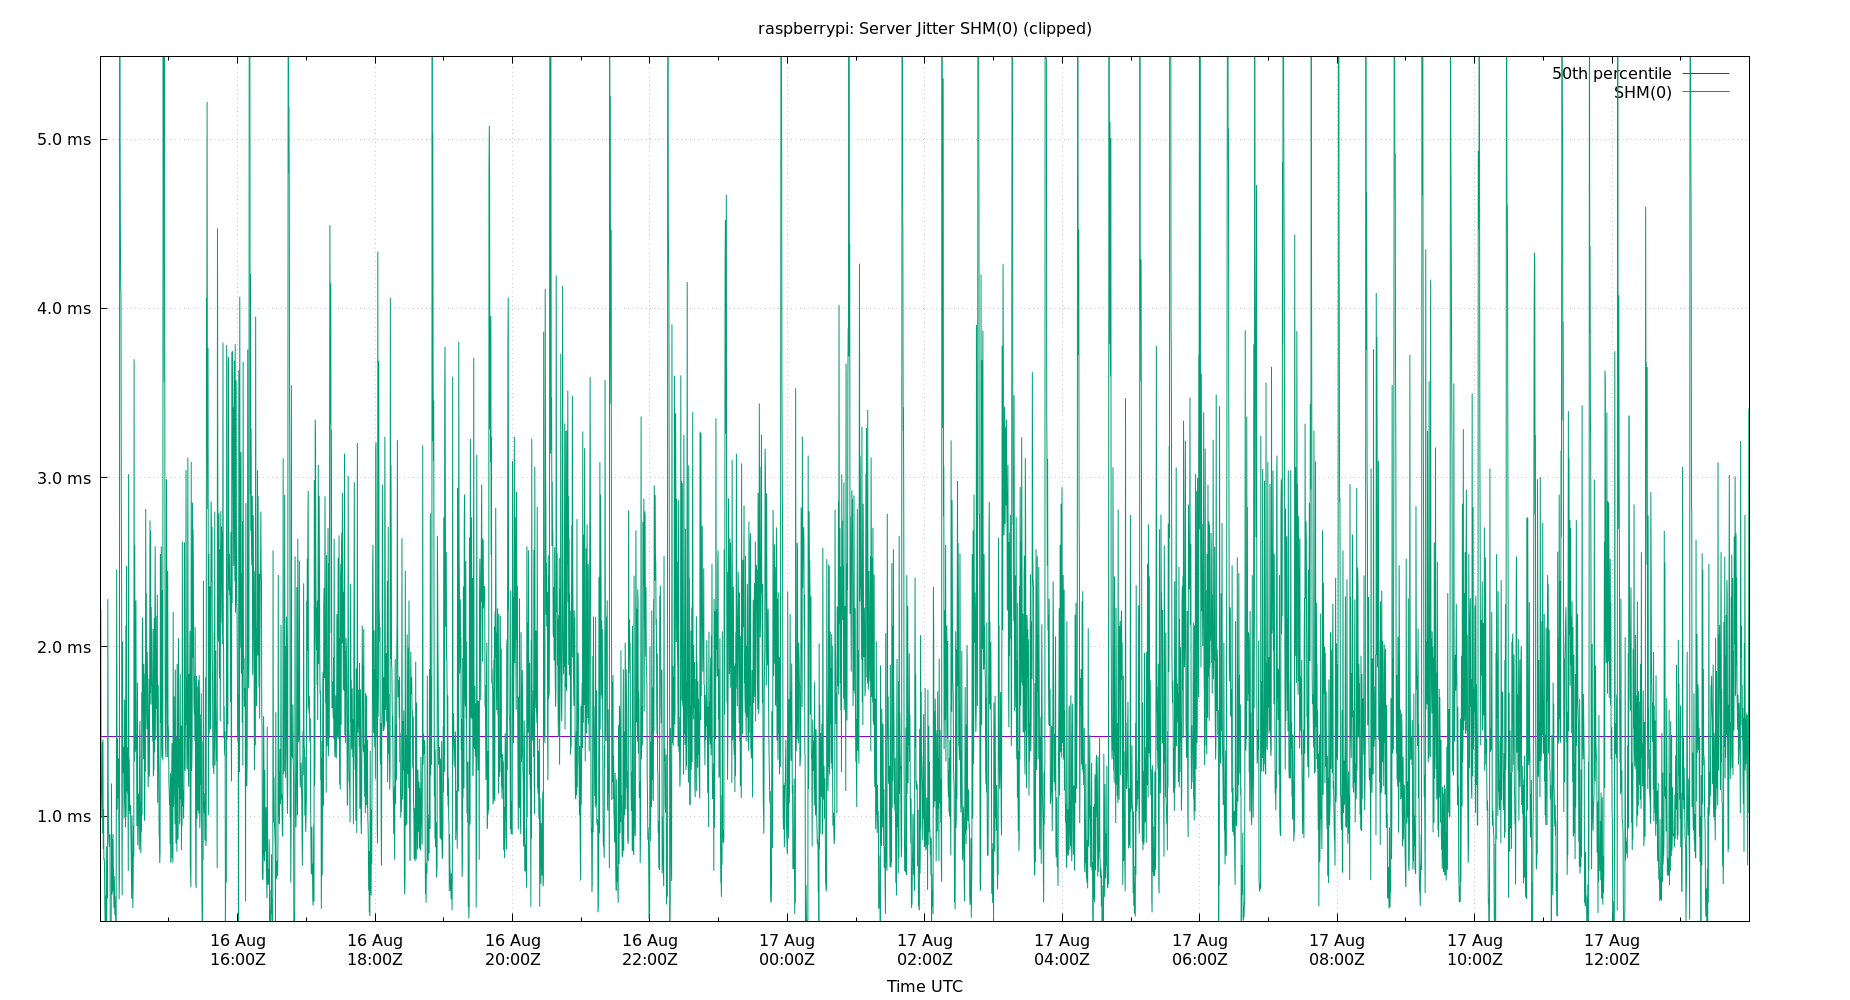 raspberrypi: Server Jitter SHM(0) (clipped)
50th percentile
SHM(0)
5.0 ms
4.0 ms
3.0 ms
2.0 ms
1.0 ms
16 Aug 16 Aug 16 Aug 16 Aug 17 Aug 17 Aug 17 Aug 17 Aug 17 Aug 17 Aug 17 Aug
16:00Z 18:00Z 20:00Z 22:00Z 00:00Z 02:00Z 04:00Z 06:00Z 08:00Z 10:00Z 12:00Z
Time UTC